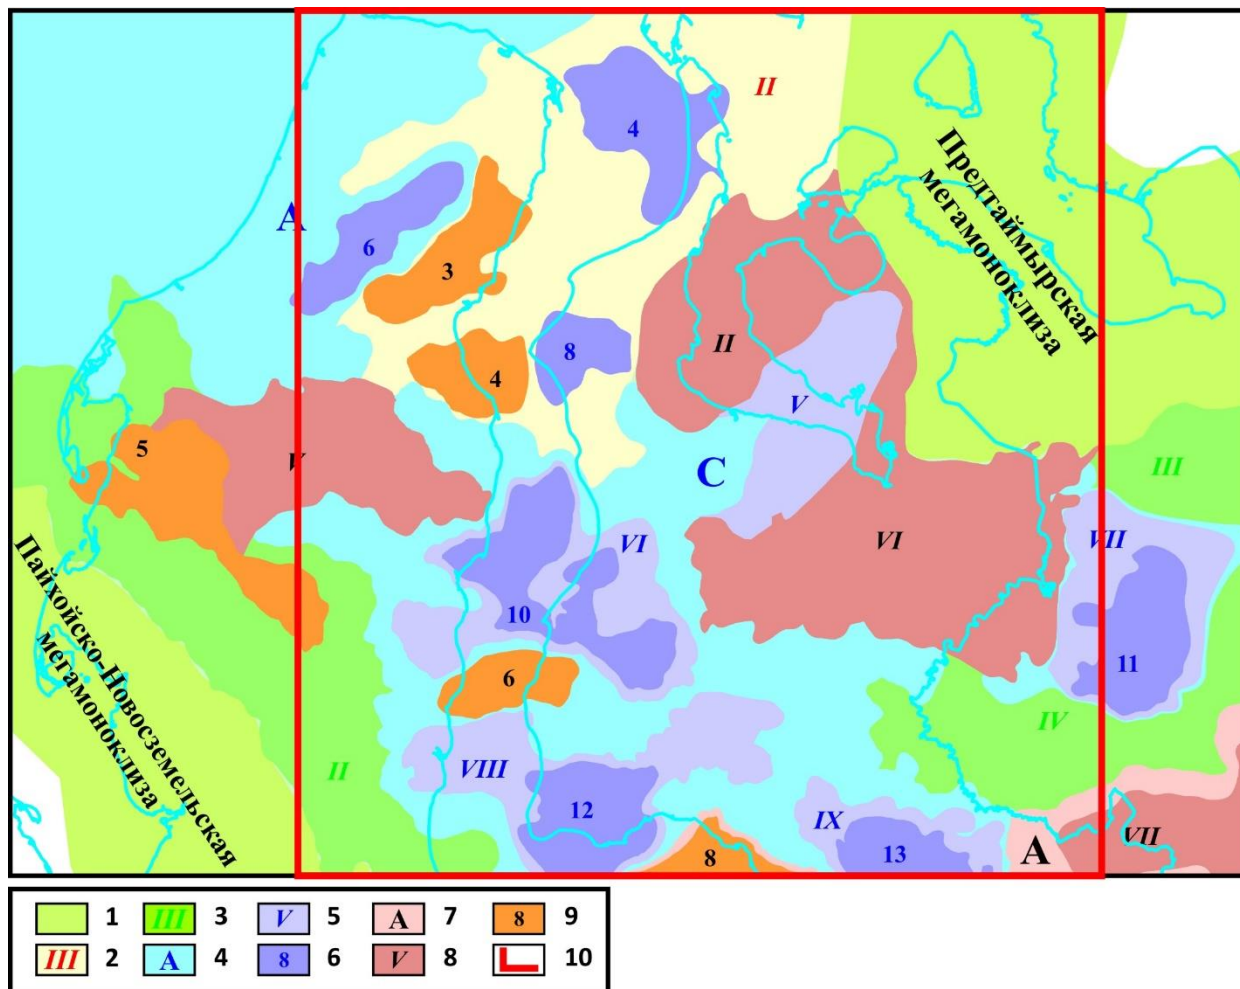 II
4
Предтаймырская
мегамоноклиза
A
6
3
II
8
4
V
5
V
C
III
VI
VI
VII
Пайхойско-Новосземельская
мегамоноклиза
10
11
6
IV
II
VIII
12
IX
VII
8
13
A
1 III 3 V 5 A 7 8 9
III 2 A 4 8 6 V 8 10